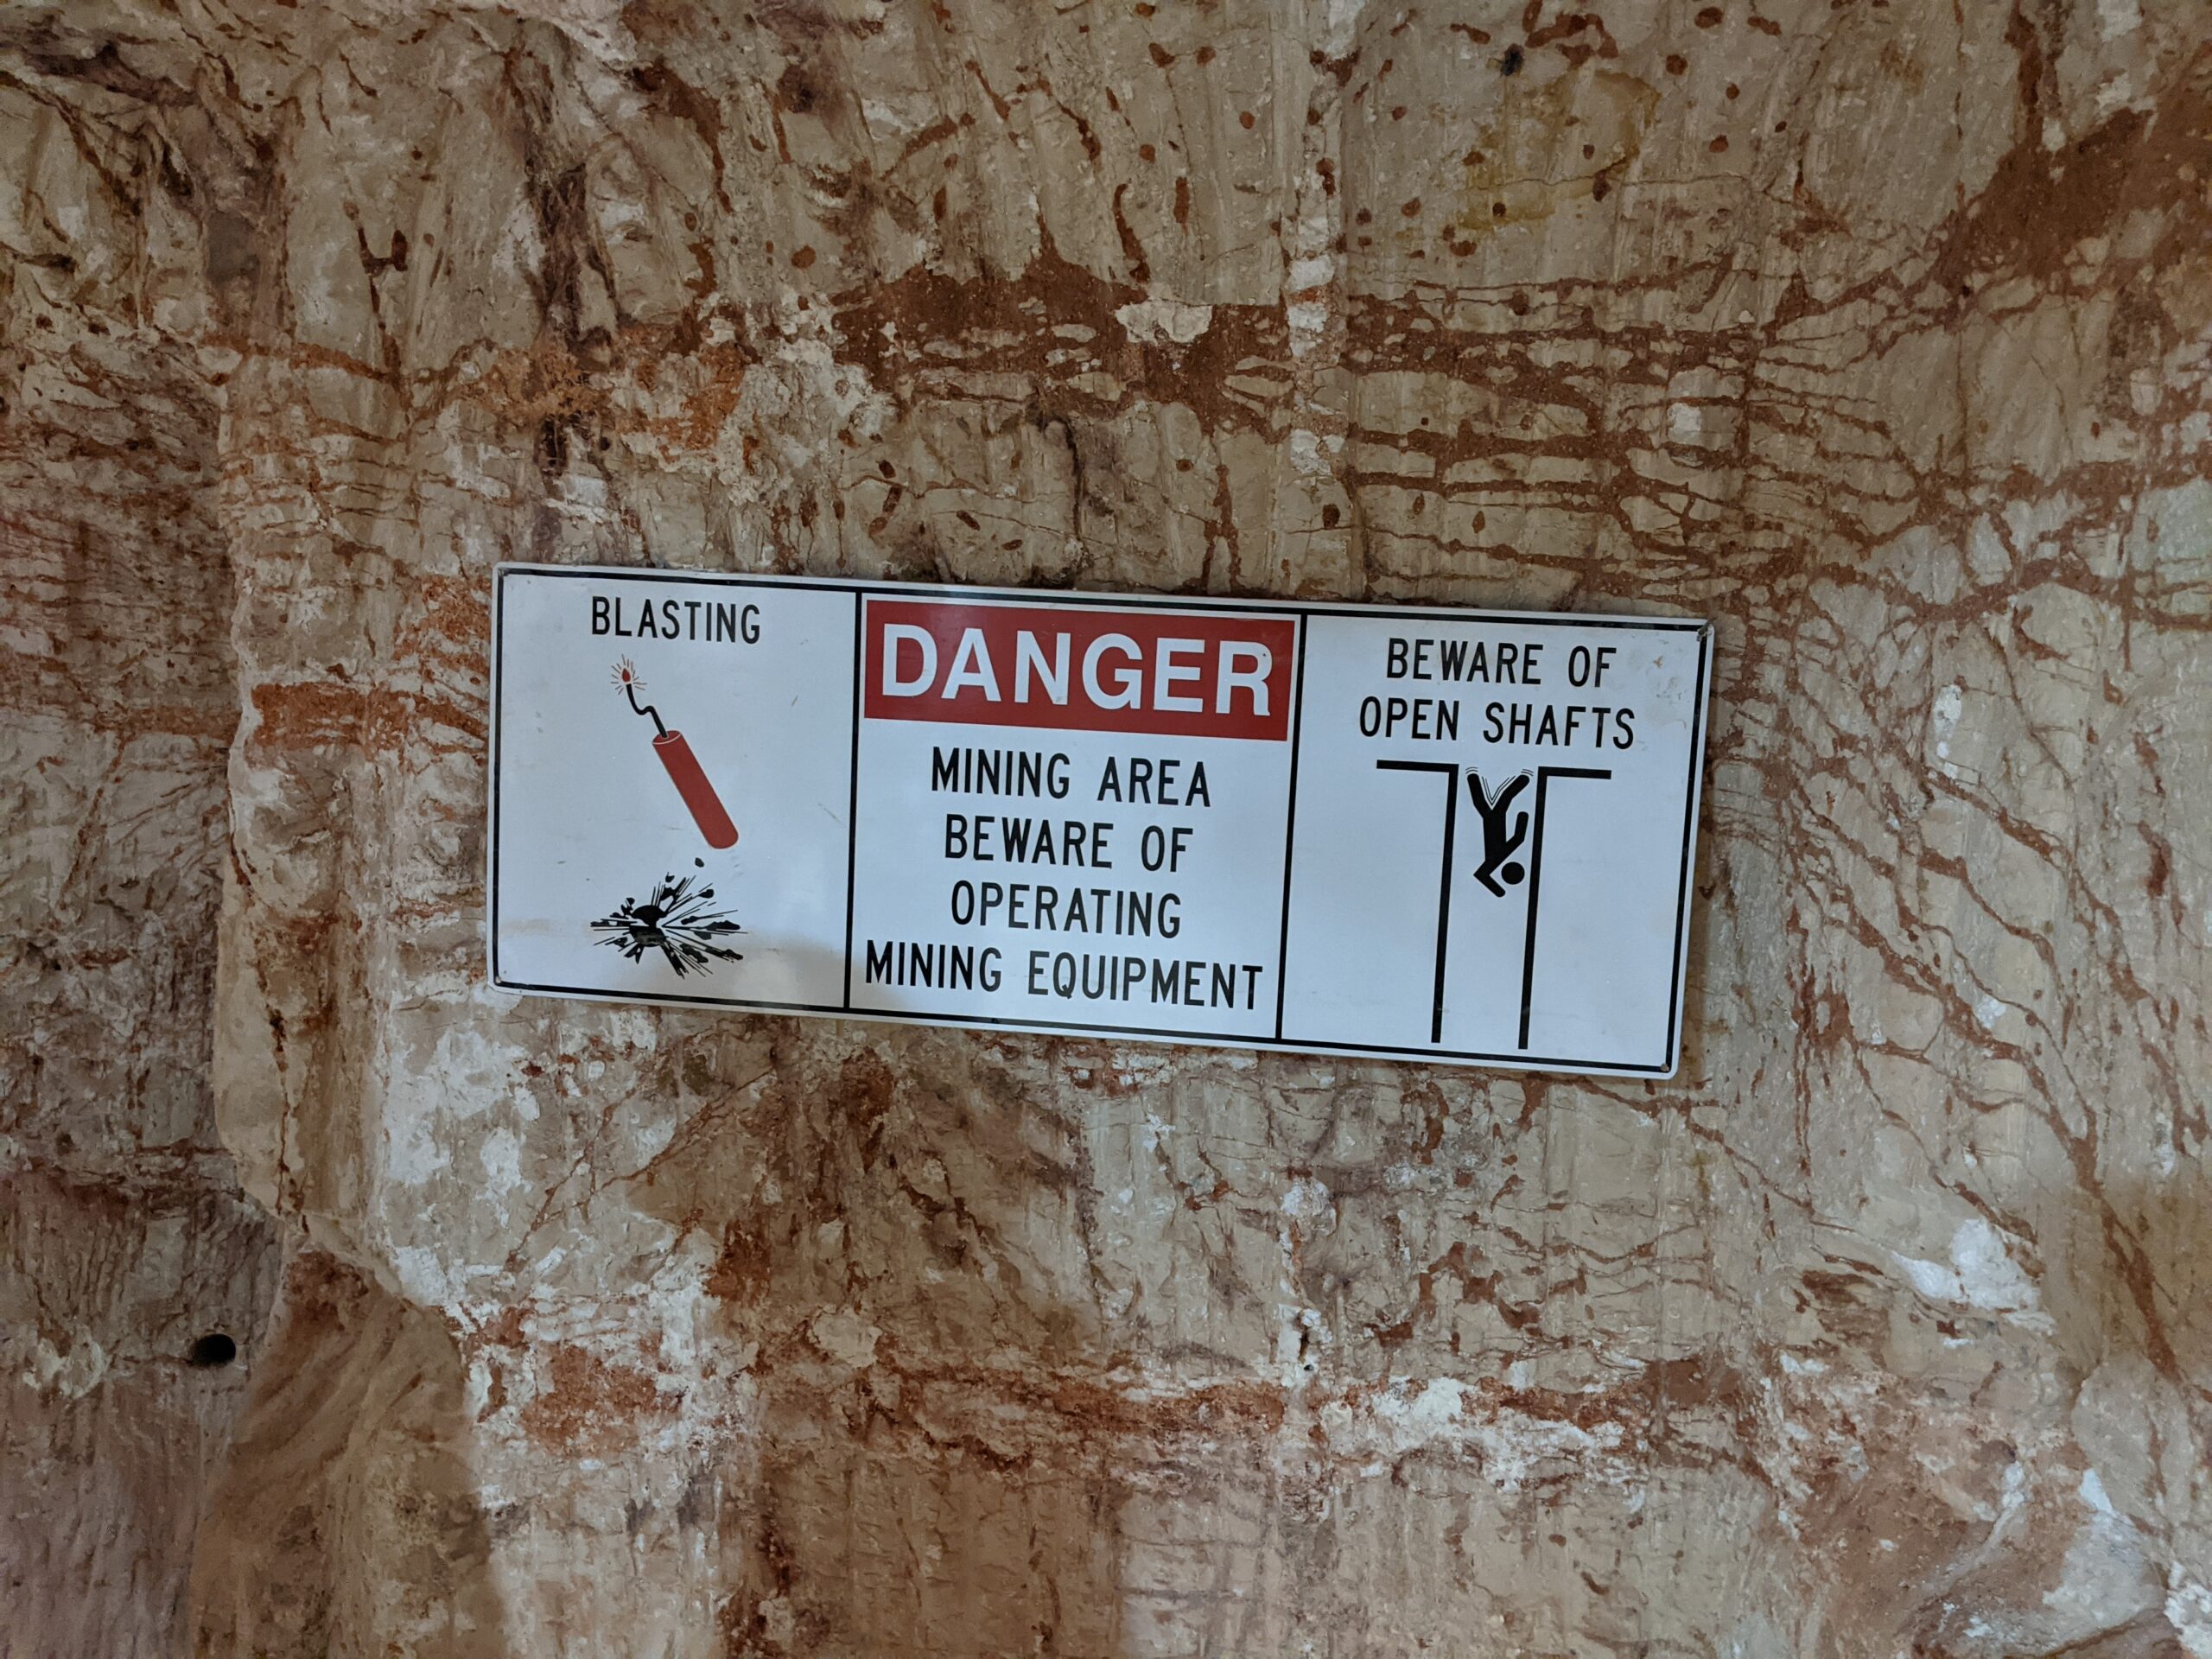 BLASTING
DANGER
MINING AREA
BEWARE OF
OPERATING
MINING EQUIPMENT
BEWARE OF
OPEN SHAFTS